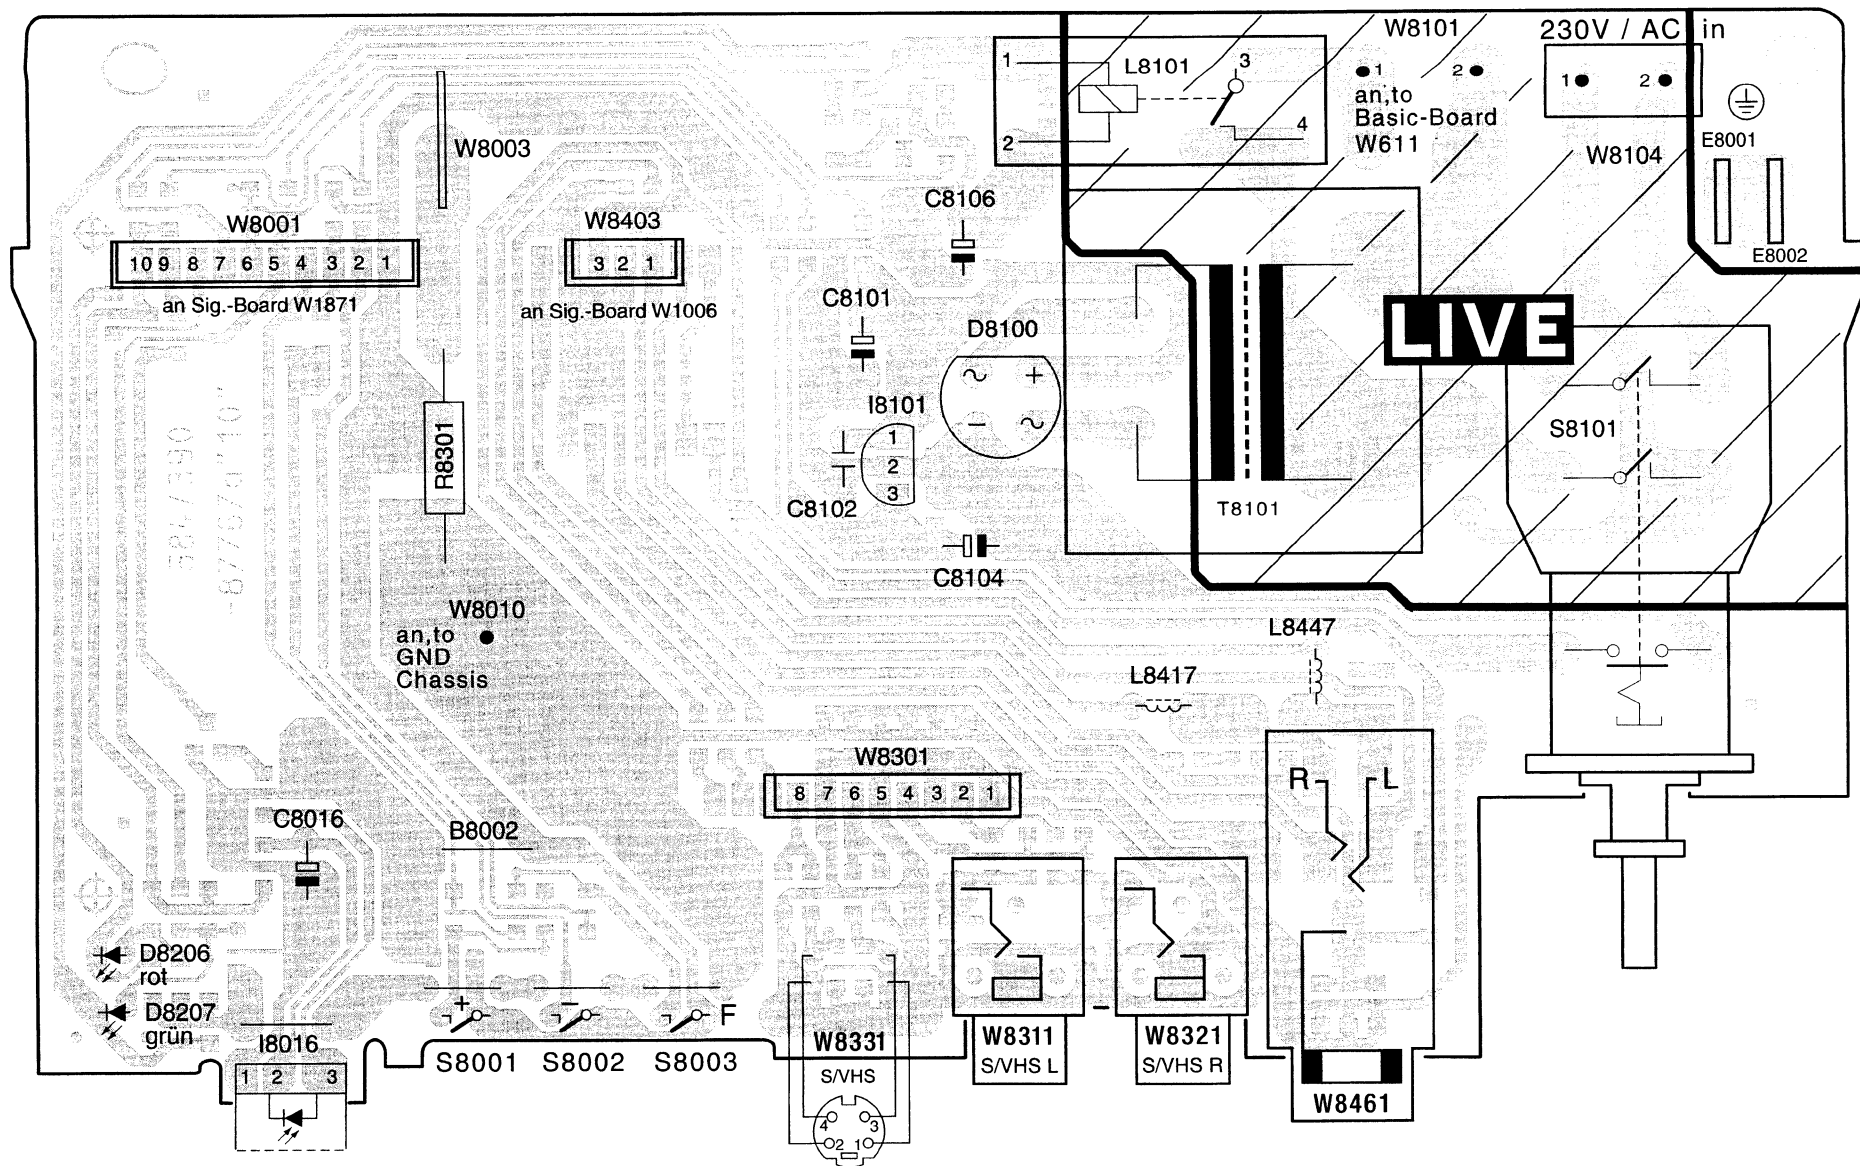 W8101
230V / AC in
1
L8101
3
1
2
1
2
an,to
Basic-Board
W611
2
4
W8003
W8104
E8001
C8106
W8001
W8403
E8002
10 9 8 7 6 5 4 3 2 1
3 2 1
an Sig.-Board W1871
an Sig.-Board W1006
C8101
D8100
LIVE
~ +
I8101
1
- ~
R8301
2
S8101
3
C8102
T8101
C8104
W8010
an,to
GND
Chassis
L8447
L8417
W8301
R L
8 7 6 5 4 3 2 1
C8016
B8002
D8206
rot
D8207
grün
+
-
F
-
I8016
S8001
S8002
S8003
W8331
W8311
W8321
S/VHS
S/VHS L
S/VHS R
1 2 3
W8461
4 3
2 1